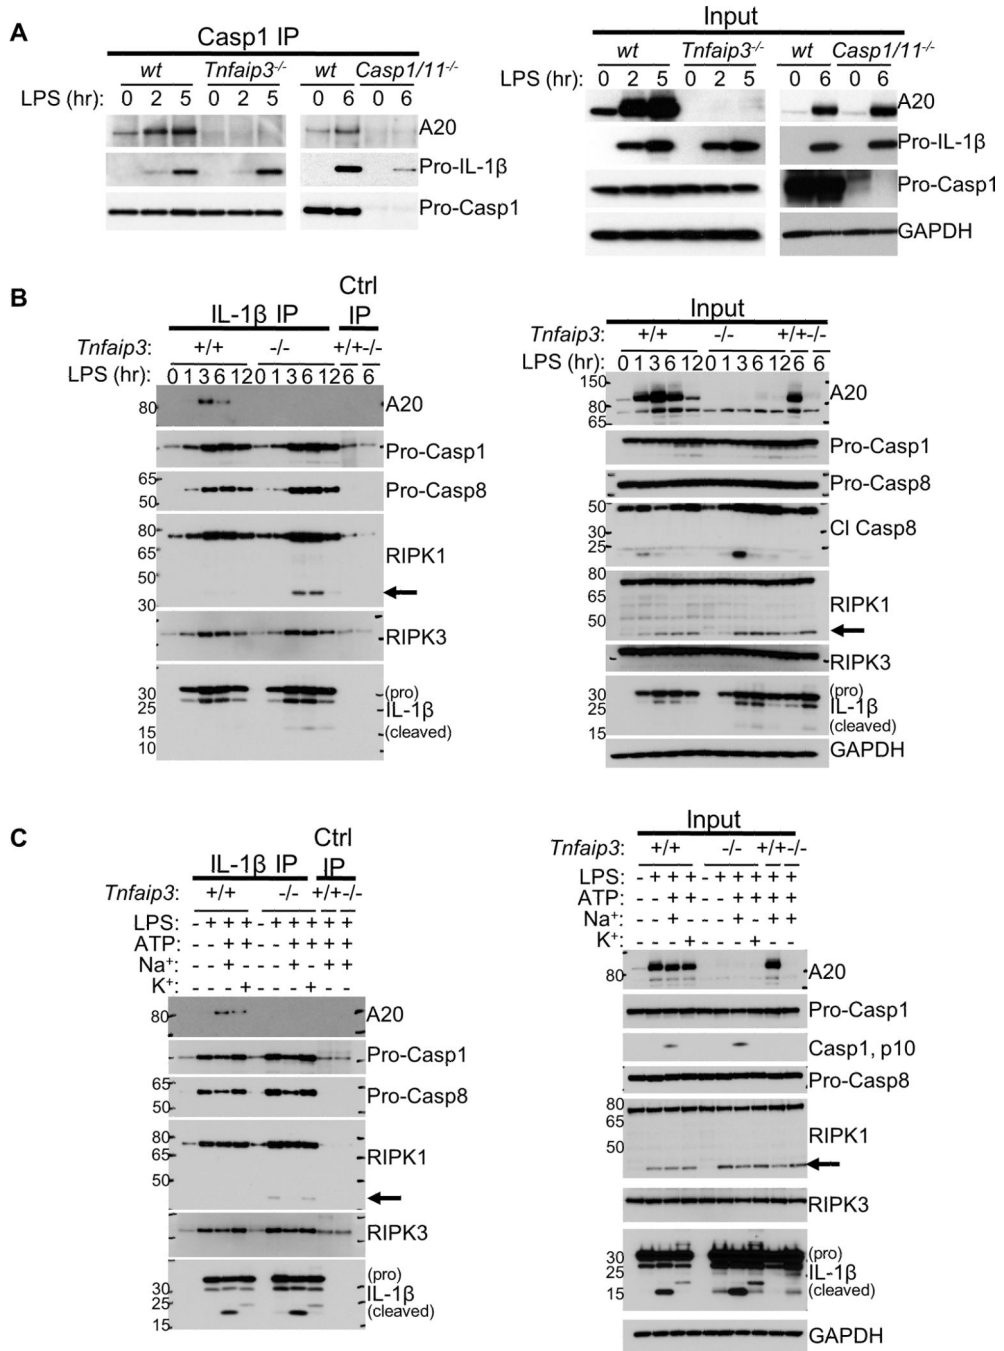 A
Casp1 IP
wt Tnfaip3-/- wt Casp1/11-/-
LPS (hr): 0 2 5 0 2 5 0 6 0 6
A20
Pro-IL-1β
Pro-Casp1
Input
wt Tnfaip3-/- wt Casp1/11-/-
0 2 5 0 2 5 0 6 0 6
A20
Pro-IL-1β
Pro-Casp1
GAPDH
B
Ctrl
IL-1β IP IP
Tnfaip3: +/+ -/- +/+ -/-
LPS (hr): 0 1 3 6 12 0 1 3 6 12 6 6
80 A20
Pro-Casp1
65
50 Pro-Casp8
80
65 RIPK1
50
30
RIPK3
30 (pro)
25 IL-1β
15 (cleaved)
10
Input
Tnfaip3: +/+ -/- +/+ -/-
LPS (hr): 0 1 3 6 12 0 1 3 6 12 6 6
150
80 A20
65
Pro-Casp1
Pro-Casp8
50
30 Cl Casp8
25
80
65 RIPK1
50
RIPK3
30 (pro)
25 IL-1β
15 (cleaved)
GAPDH
C
Ctrl
IL-1β IP IP
Tnfaip3: +/+ -/- +/+ -/-
LPS: - + + + - + + + + +
ATP: - - + + - - + + + +
Na+: - - + - - - + - + +
K+: - - - + - - - + - -
80 A20
Pro-Casp1
65
50 Pro-Casp8
80
65 RIPK1
50
RIPK3
(pro)
30 IL-1β
25 (cleaved)
15
Input
Tnfaip3: +/+ -/- +/+ -/-
LPS: - + + + - + + + + +
ATP: - - + + - - + + + +
Na+: - - + - - - + - + +
K+: - - - + - - - + - -
80 A20
Pro-Casp1
Casp1, p10
Pro-Casp8
80
65 RIPK1
50
RIPK3
30 (pro)
25 IL-1β
15 (cleaved)
GAPDH